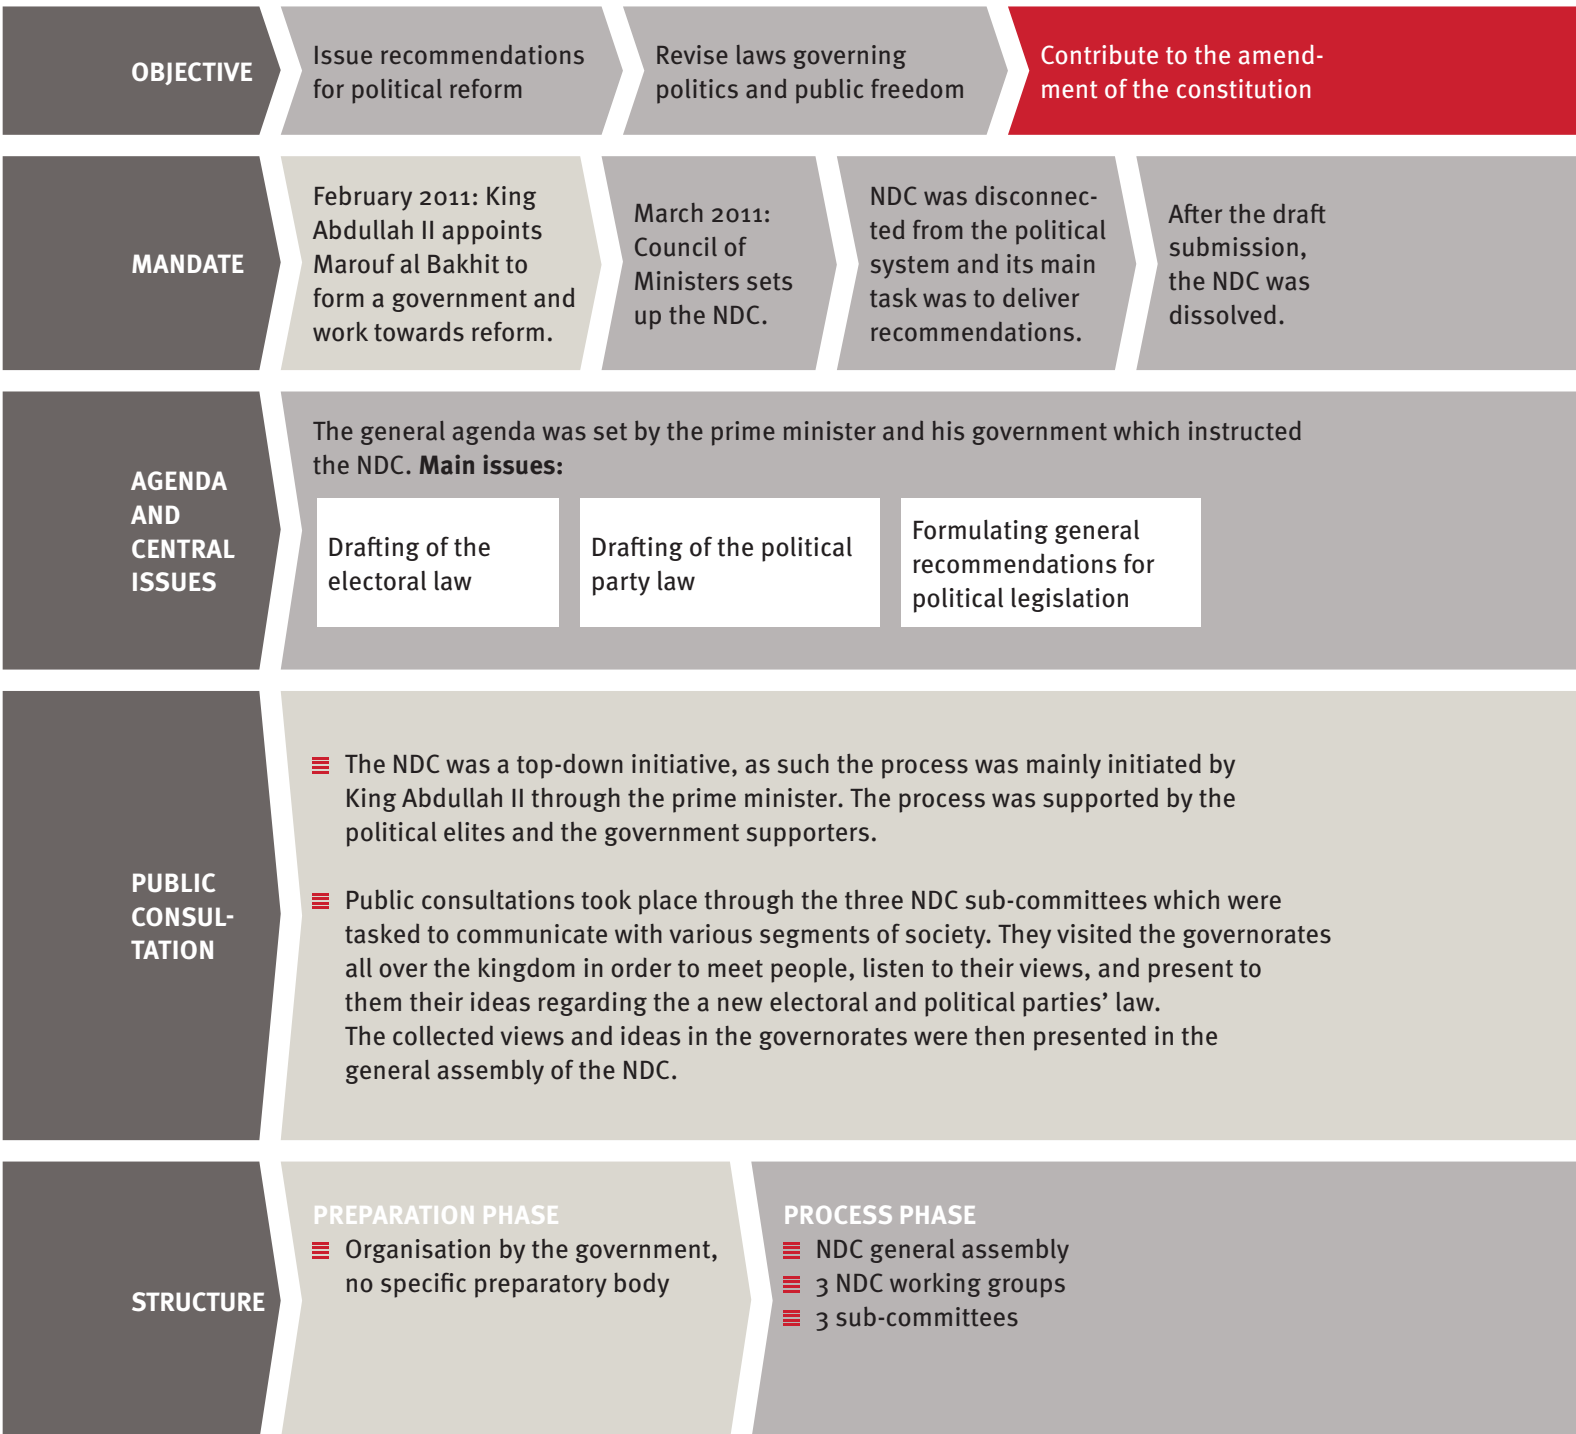 OBJECTIVE
Issue recommendations
for political reform
Revise laws governing
politics and public freedom
Contribute to the amend-
ment of the constitution
MANDATE
February 2011: King
Abdullah II appoints
Marouf al Bakhit to
form a government and
work towards reform.
March 2011:
Council of
Ministers sets
up the NDC.
NDC was disconnec-
ted from the political
system and its main
task was to deliver
recommendations.
After the draft
submission,
the NDC was
dissolved.
AGENDA
AND
CENTRAL
ISSUES
The general agenda was set by the prime minister and his government which instructed
the NDC. Main issues:
Drafting of the
electoral law
Drafting of the political
party law
Formulating general
recommendations for
political legislation
PUBLIC
CONSUL-
TATION
The NDC was a top-down initiative, as such the process was mainly initiated by
King Abdullah II through the prime minister. The process was supported by the
political elites and the government supporters.
Public consultations took place through the three NDC sub-committees which were
tasked to communicate with various segments of society. They visited the governorates
all over the kingdom in order to meet people, listen to their views, and present to
them their ideas regarding the a new electoral and political parties’ law.
The collected views and ideas in the governorates were then presented in the
general assembly of the NDC.
STRUCTURE
PREPARATION PHASE
Organisation by the government,
no specific preparatory body
PROCESS PHASE
NDC general assembly
3 NDC working groups
3 sub-committees